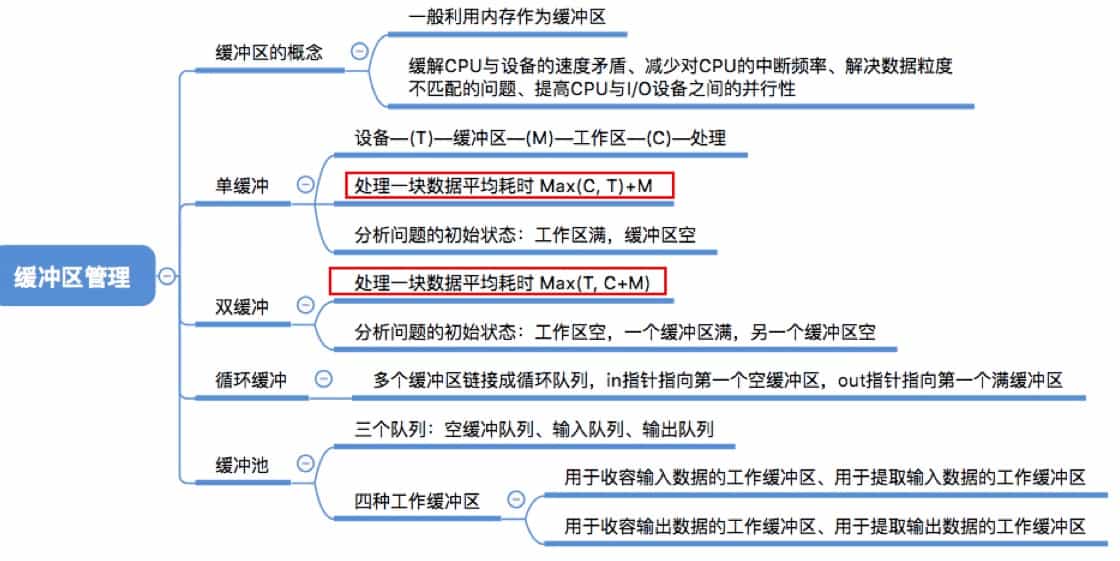 缓冲区管理
缓冲区的概念
一般利用内存作为缓冲区
缓解CPU与设备的速度矛盾、减少对CPU的中断频率、解决数据粒度
不匹配的问题、提高CPU与I/O设备之间的并行性
单缓冲
设备—(T)—缓冲区—(M)—工作区—(C)—处理
处理一块数据平均耗时 Max(C, T)+M
分析问题的初始状态：工作区满，缓冲区空
双缓冲
处理一块数据平均耗时 Max(T, C+M)
分析问题的初始状态：工作区空，一个缓冲区满，另一个缓冲区空
循环缓冲
多个缓冲区链接成循环队列，in指针指向第一个空缓冲区，out指针指向第一个满缓冲区
缓冲池
三个队列：空缓冲队列、输入队列、输出队列
四种工作缓冲区
用于收容输入数据的工作缓冲区、用于提取输入数据的工作缓冲区
用于收容输出数据的工作缓冲区、用于提取输出数据的工作缓冲区